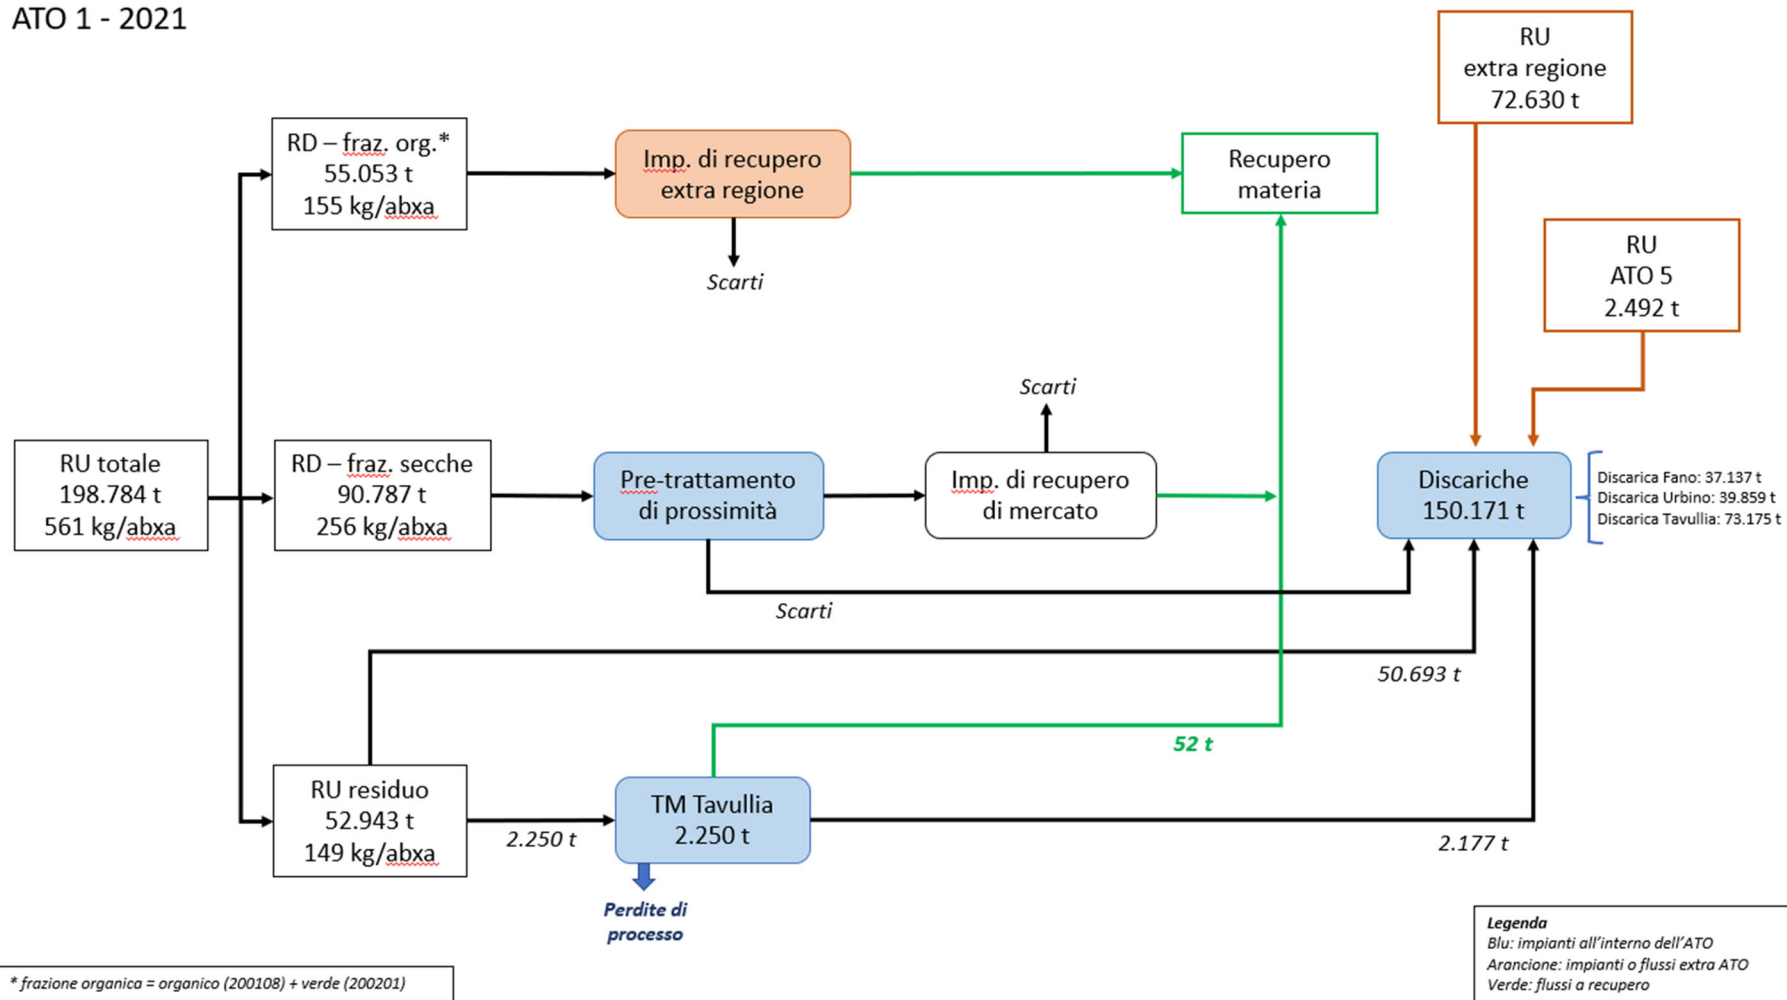 ATO 1 - 2021
RU
extra regione
72.630 t
RD – fraz. org.*
55.053 t
155 kg/abxa
Imp. di recupero
extra regione
Recupero
materia
Scarti
RU
ATO 5
2.492 t
Scarti
RU totale
198.784 t
561 kg/abxa
RD – fraz. secche
90.787 t
256 kg/abxa
Pre-trattamento
di prossimità
Imp. di recupero
di mercato
Discariche
150.171 t
Discarica Fano: 37.137 t
Discarica Urbino: 39.859 t
Discarica Tavullia: 73.175 t
Scarti
50.693 t
52 t
RU residuo
52.943 t
149 kg/abxa
2.250 t
TM Tavullia
2.250 t
2.177 t
Perdite di
processo
Legenda
Blu: impianti all'interno dell'ATO
Arancione: impianti o flussi extra ATO
Verde: flussi a recupero
* frazione organica = organico (200108) + verde (200201)